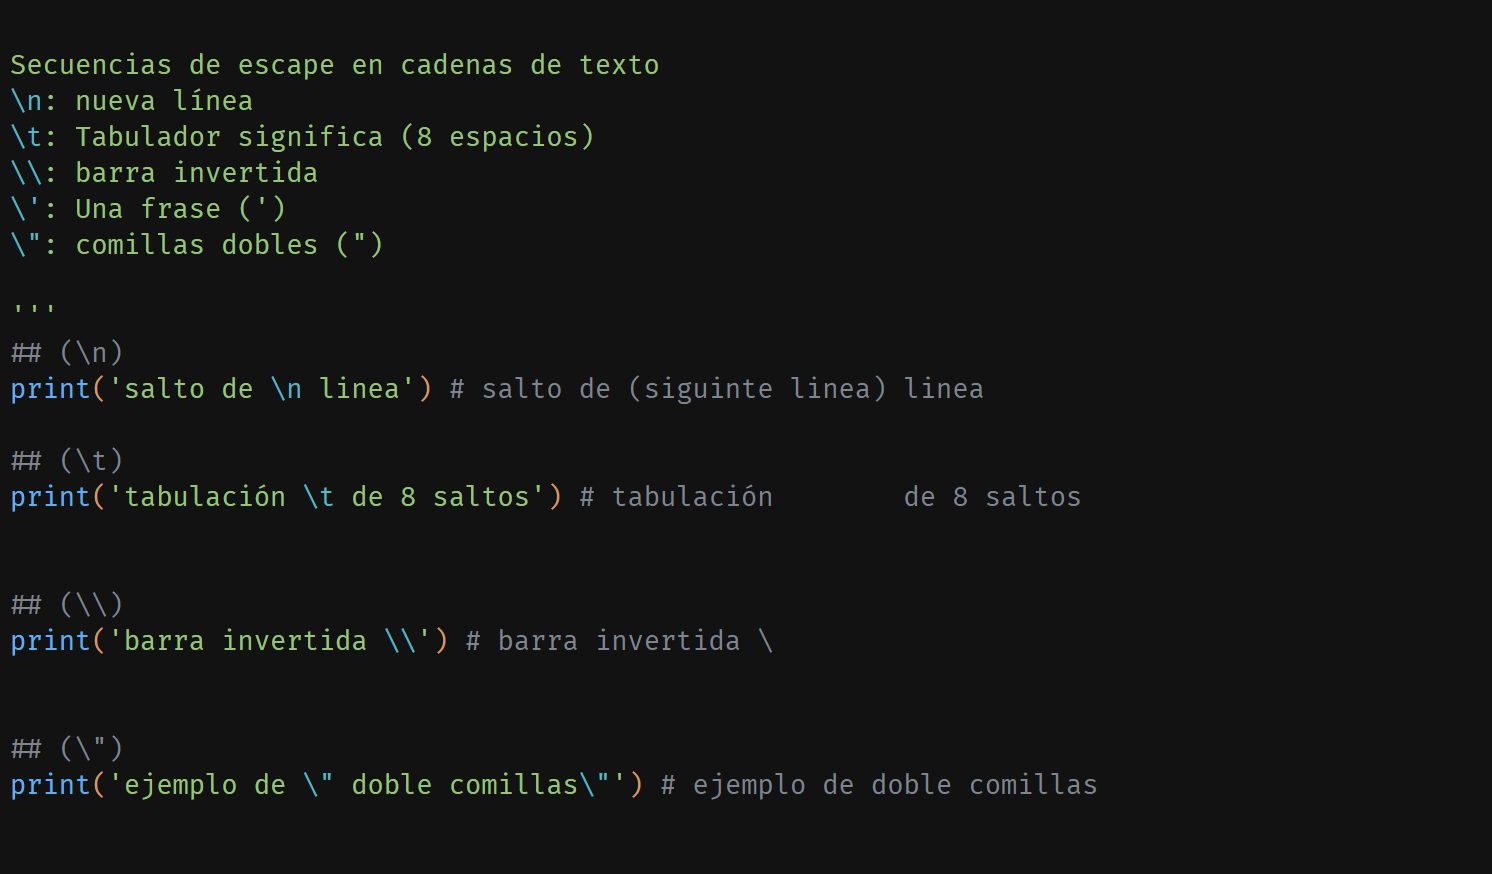 Secuencias de escape en cadenas de texto
\n: nueva línea
\t: Tabulador significa (8 espacios)
\\: barra invertida
\': Una frase (')
\": comillas dobles (")
'''
## (\n)
print('salto de \n linea') # salto de (siguinte linea) linea
## (\t)
print('tabulación \t de 8 saltos') # tabulación        de 8 saltos
## (\\)
print('barra invertida \\') # barra invertida \
## (\")
print('ejemplo de \" doble comillas\"') # ejemplo de doble comillas